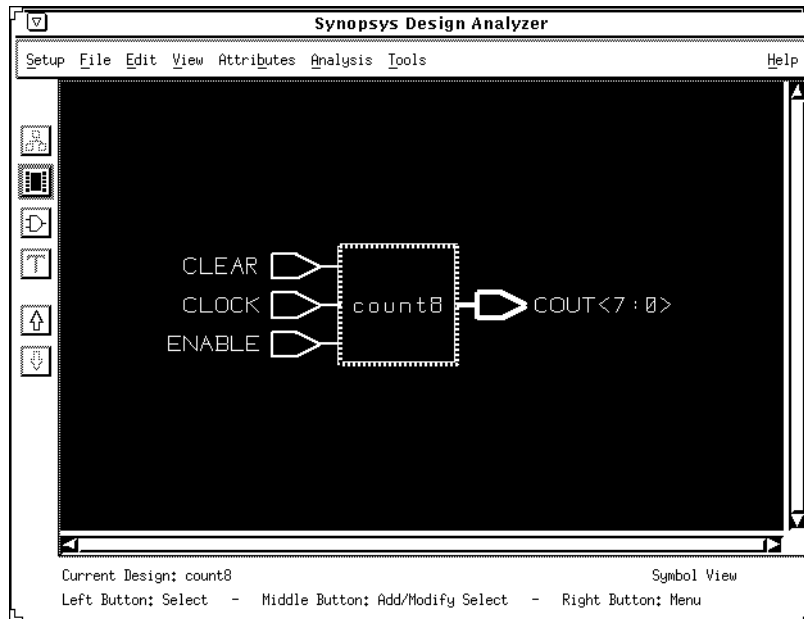 Synopsys Design Analyzer
Setup File Edit View Attributes Analysis Tools Help
CLEAR
CLOCK count8 COUT<7:0>
ENABLE
Current Design: count8 Symbol View
Left Button: Select - Middle Button: Add/Modify Select - Right Button: Menu